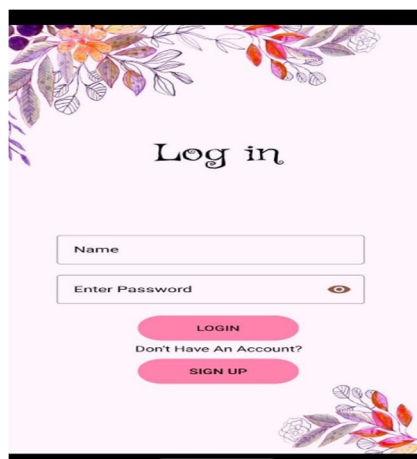 Log in
Name
Enter Password
LOGIN
Don't Have An Account?
SIGN UP